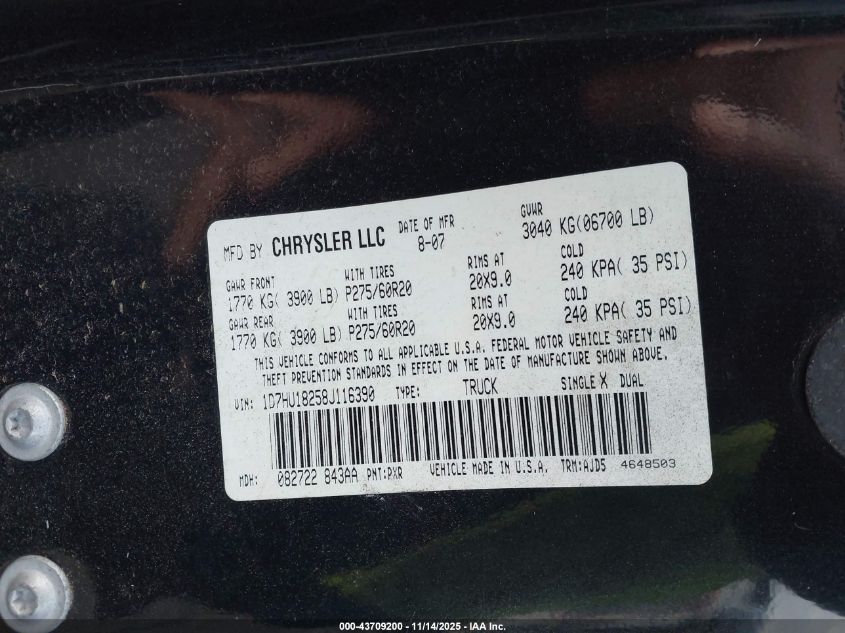 MFD BY CHRYSLER LLC DATE OF MFR 8-07 GVWR 3040 KG(06700 LB)
GAWR FRONT WITH TIRES RIMS AT COLD
1770 KG( 3900 LB) P275/60R20 20X9.0 240 KPA( 35 PSI)
GAWR REAR WITH TIRES RIMS AT COLD
1770 KG( 3900 LB) P275/60R20 20X9.0 240 KPA( 35 PSI)
THIS VEHICLE CONFORMS TO ALL APPLICABLE U.S.A. FEDERAL MOTOR VEHICLE SAFETY AND
THEFT PREVENTION STANDARDS IN EFFECT ON THE DATE OF MANUFACTURE SHOWN ABOVE.
VIN: 1D7HU18258J116390 TYPE: TRUCK SINGLE X DUAL
MDH: 082722 843AA PNT:PXR VEHICLE MADE IN U.S.A. TRM:AJD5 4648503
000-43709200 - 11/14/2025 - IAA Inc.